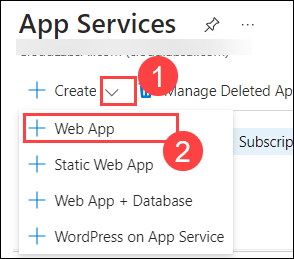 App Services
+ Create
1
Manage Deleted Ap
+ Web App
2
Subscrip
+ Static Web App
+ Web App + Database
+ WordPress on App Service